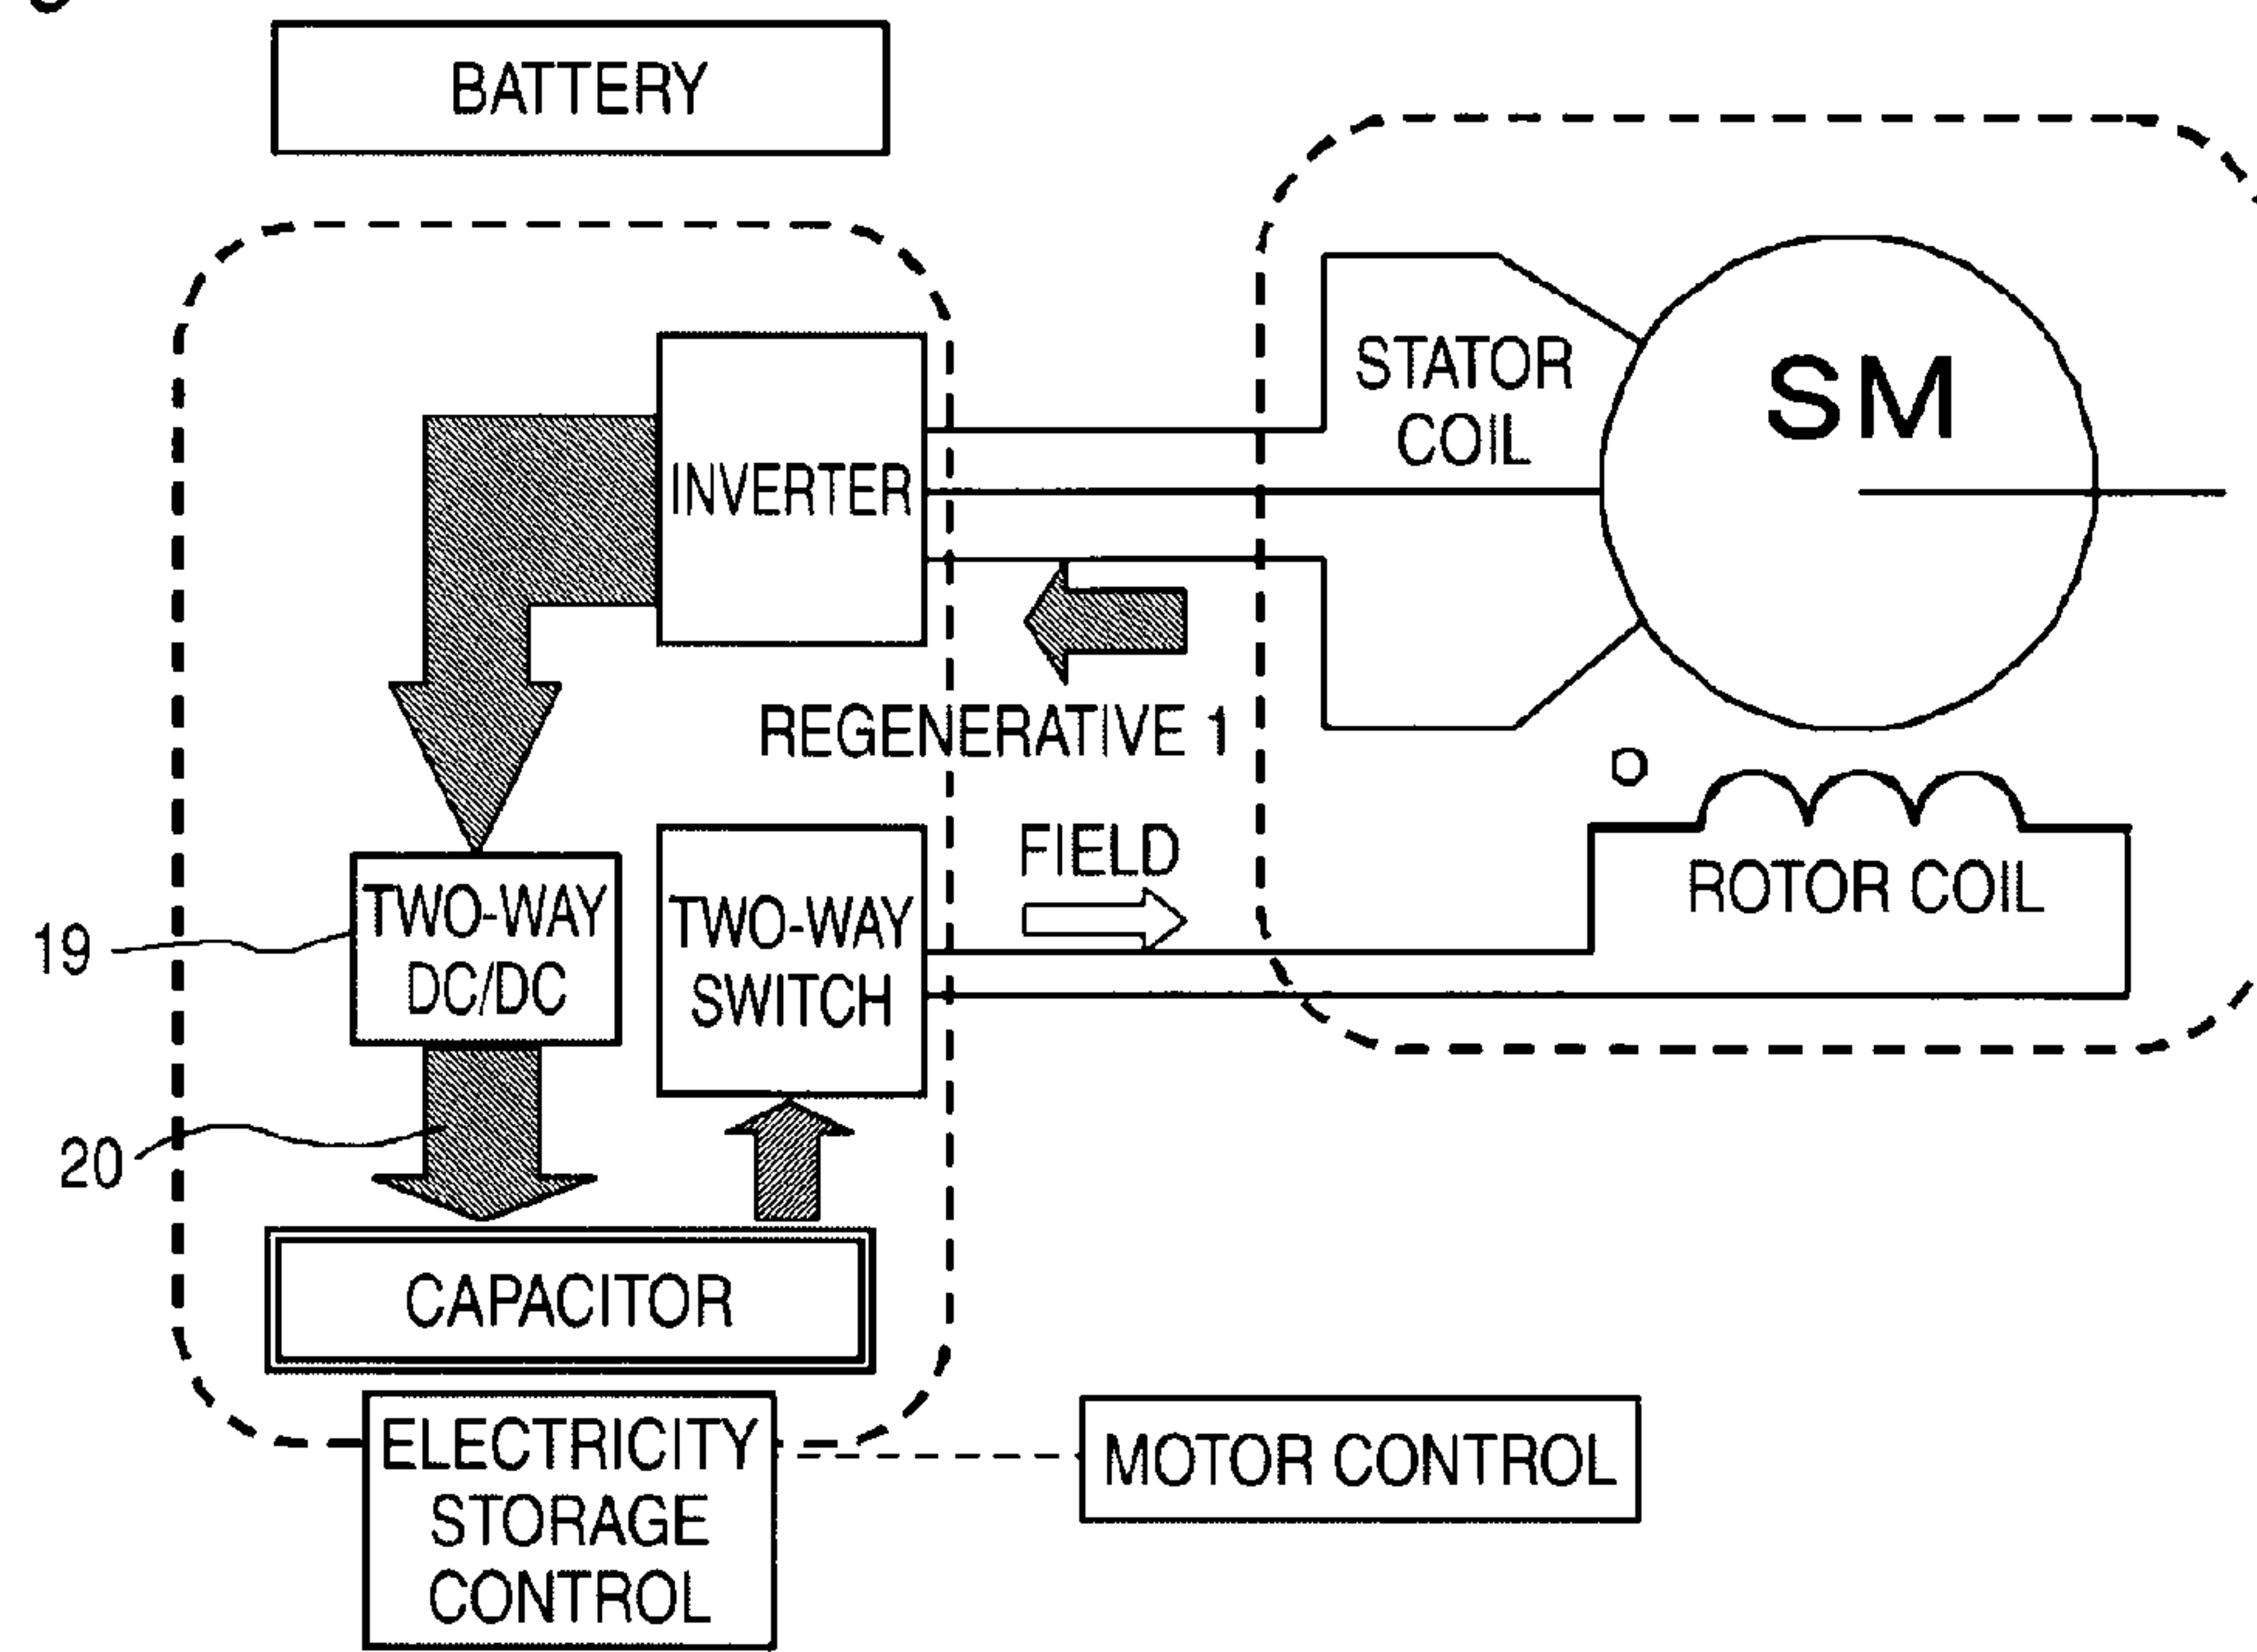 BATTERY
STATOR
COIL
SM
INVERTER
REGENERATIVE 1
FIELD
ROTOR COIL
19
TWO-WAY
DC/DC
TWO-WAY
SWITCH
20
CAPACITOR
ELECTRICITY
STORAGE
CONTROL
MOTOR CONTROL